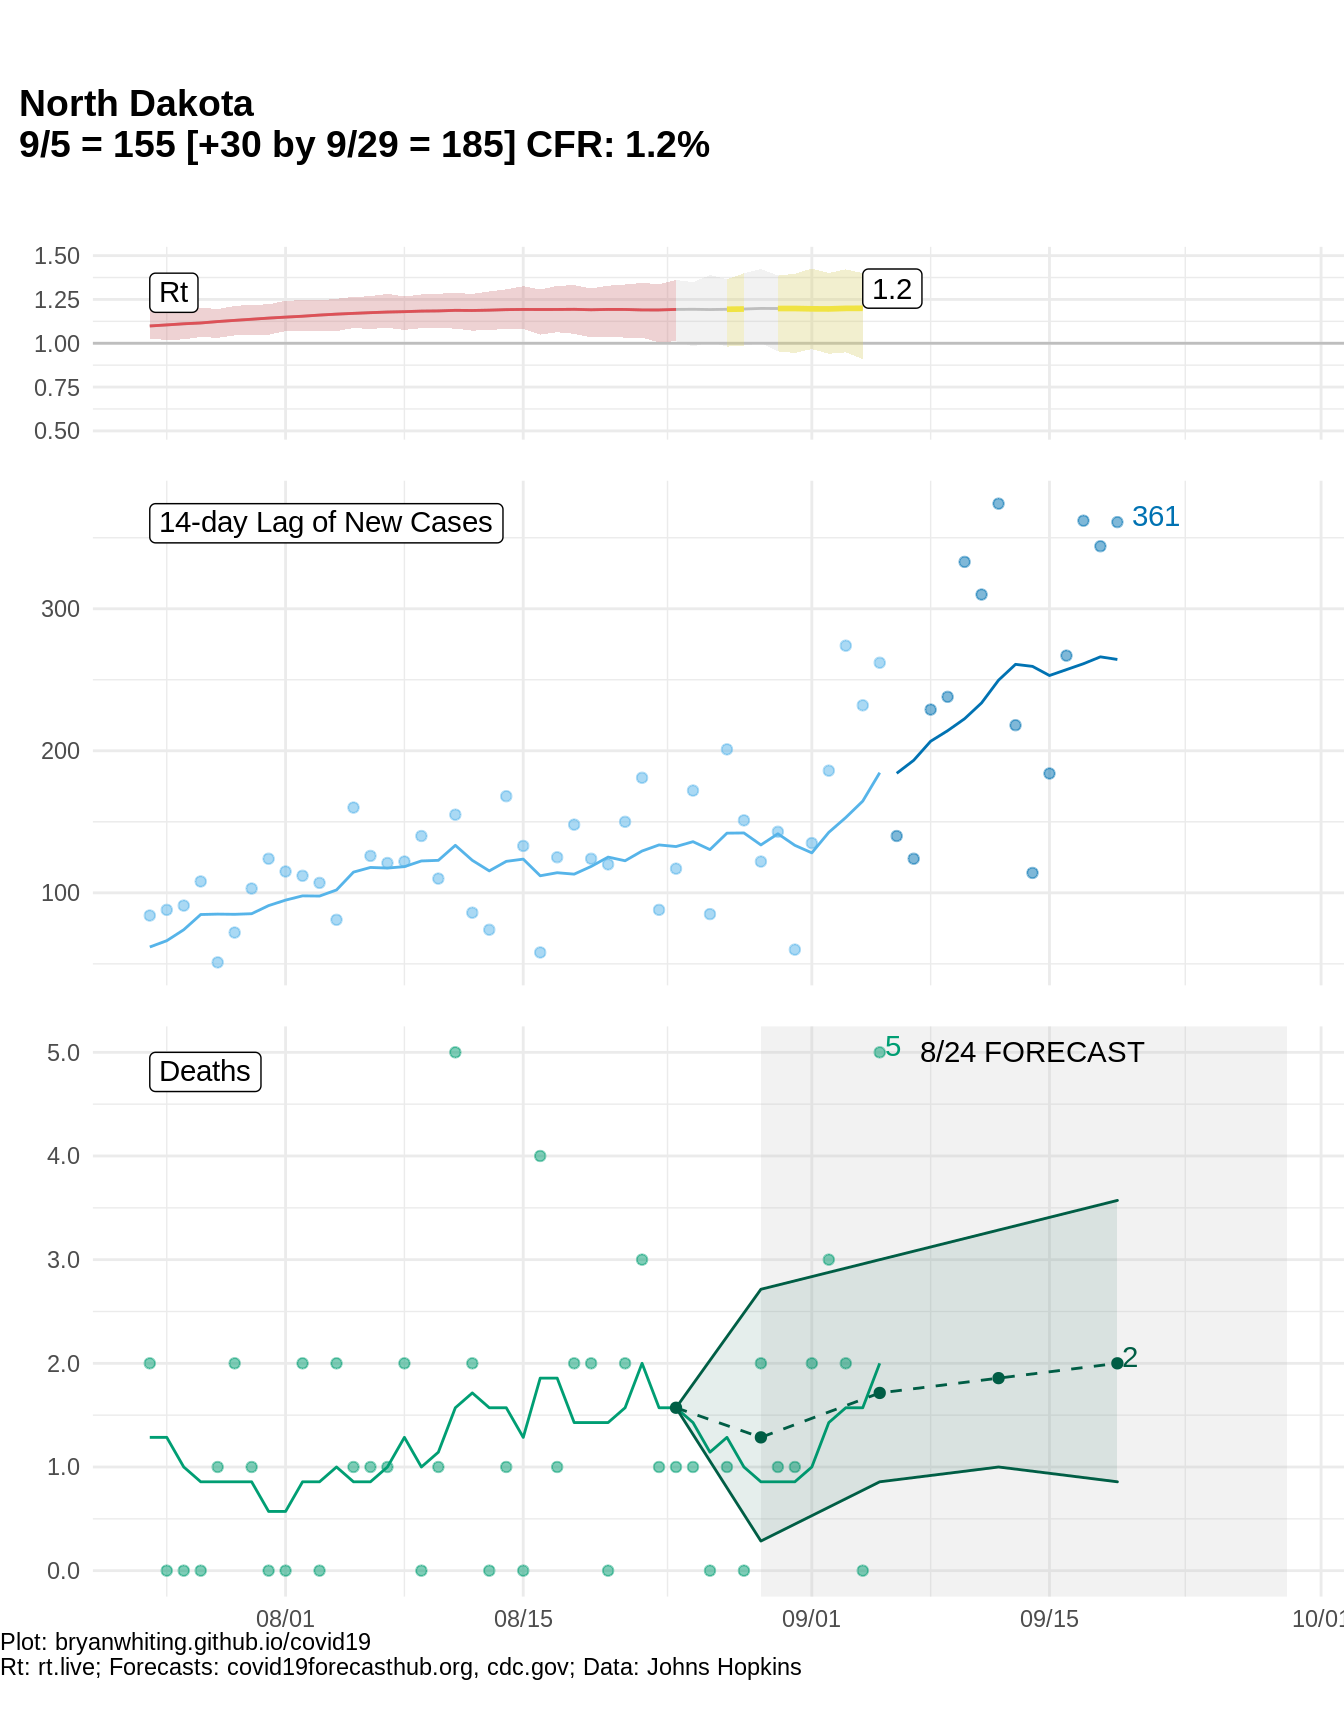 North Dakota
9/5 = 155 [+30 by 9/29 = 185] CFR: 1.2%
1.50
1.25
1.00
0.75
0.50
Rt
1.2
14-day Lag of New Cases
361
300
200
100
Deaths
5
8/24 FORECAST
5.0
4.0
3.0
2.0
2
1.0
0.0
08/01
08/15
09/01
09/15
10/01
Plot: bryanwhiting.github.io/covid19
Rt: rt.live; Forecasts: covid19forecasthub.org, cdc.gov; Data: Johns Hopkins